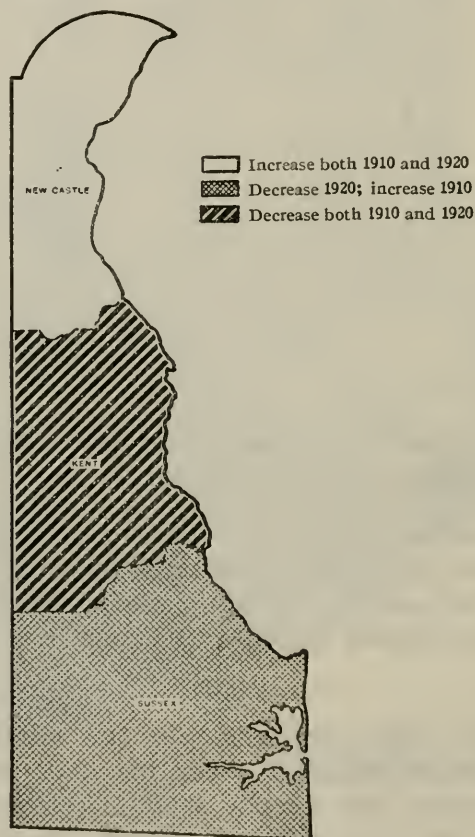 NEW CASTLE
Increase both 1910 and 1920
Decrease 1920; increase 1910
Decrease both 1910 and 1920
KENT
SUSSEX